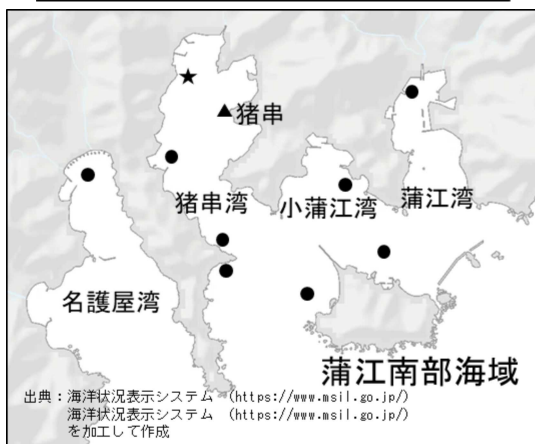 ★
▲猪串
猪串湾
小蒲江湾
蒲江湾
名護屋湾
蒲江南部海域
出典：海洋状況表示システム （https://www.msil.go.jp/）
海洋状況表示システム （https://www.msil.go.jp/）
を加工して作成